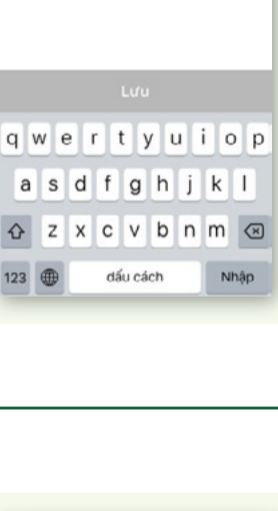 Lưu
q w e r t y u i o p
a s d f g h j k l
z x c v b n m
123 dấu cách Nhập